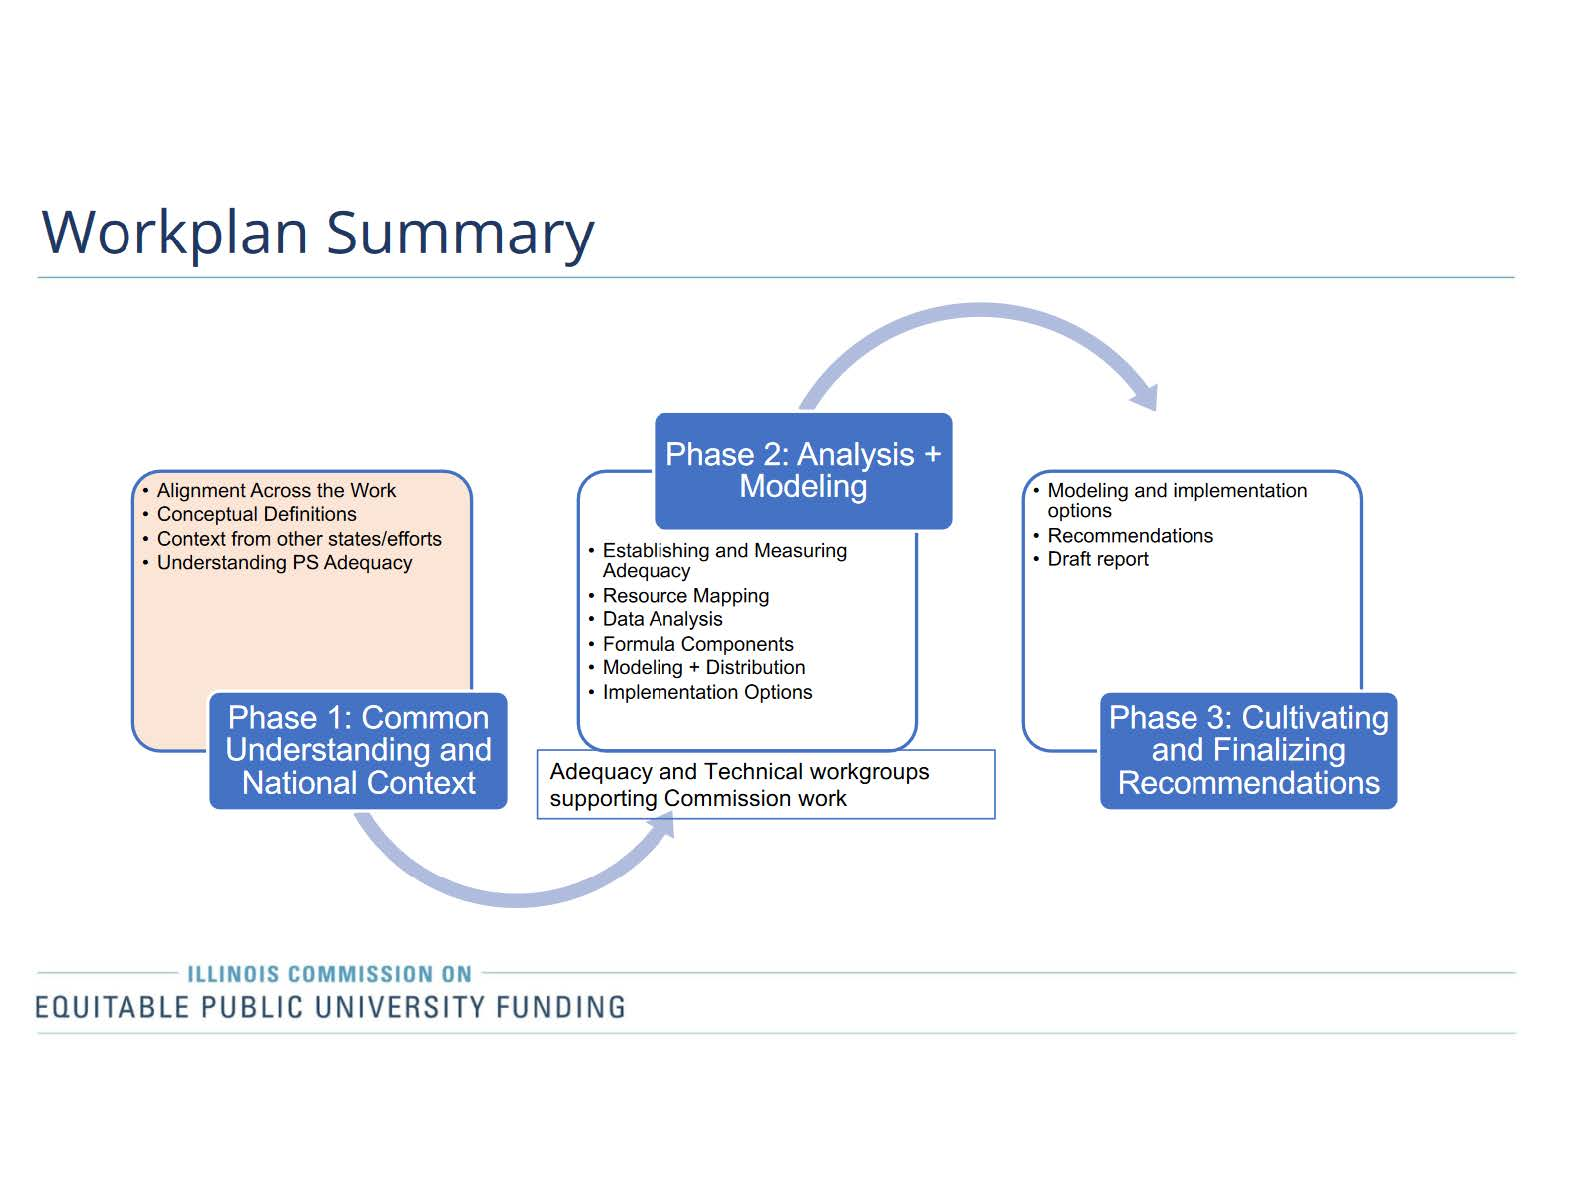 Workplan Summary
• Alignment Across the Work
• Conceptual Definitions
• Context from other states/efforts
• Understanding PS Adequacy
Phase 1: Common
Understanding and
National Context
Phase 2: Analysis +
Modeling
• Establishing and Measuring
Adequacy
• Resource Mapping
• Data Analysis
• Formula Components
• Modeling + Distribution
• Implementation Options
Adequacy and Technical workgroups
supporting Commission work
• Modeling and implementation
options
• Recommendations
• Draft report
Phase 3: Cultivating
and Finalizing
Recommendations
ILLINOIS COMMISSION ON
EQUITABLE PUBLIC UNIVERSITY FUNDING